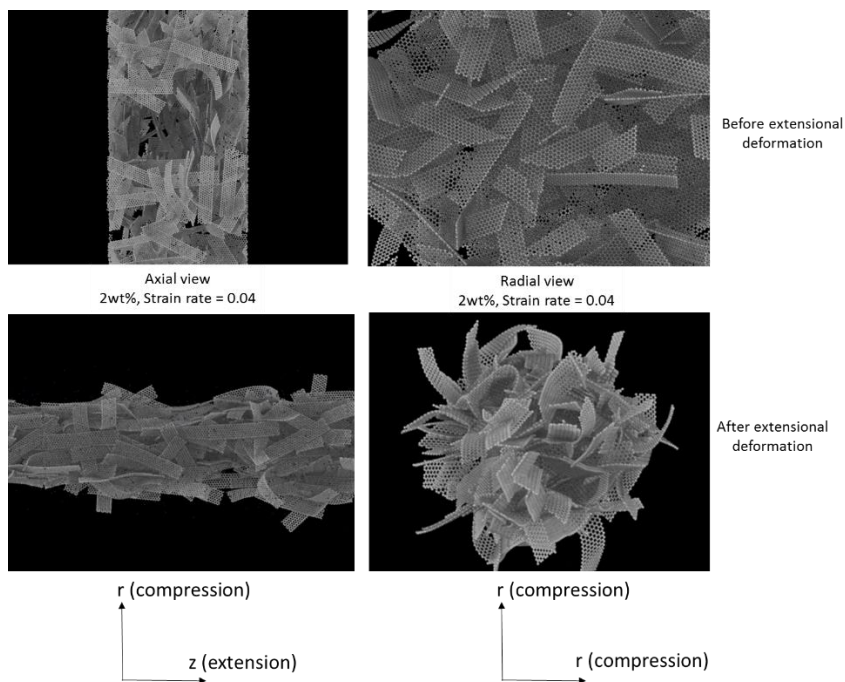 Before extensional
deformation
Axial view
2wt%, Strain rate = 0.04
Radial view
2wt%, Strain rate = 0.04
After extensional
deformation
r (compression)
z (extension)
r (compression)
r (compression)